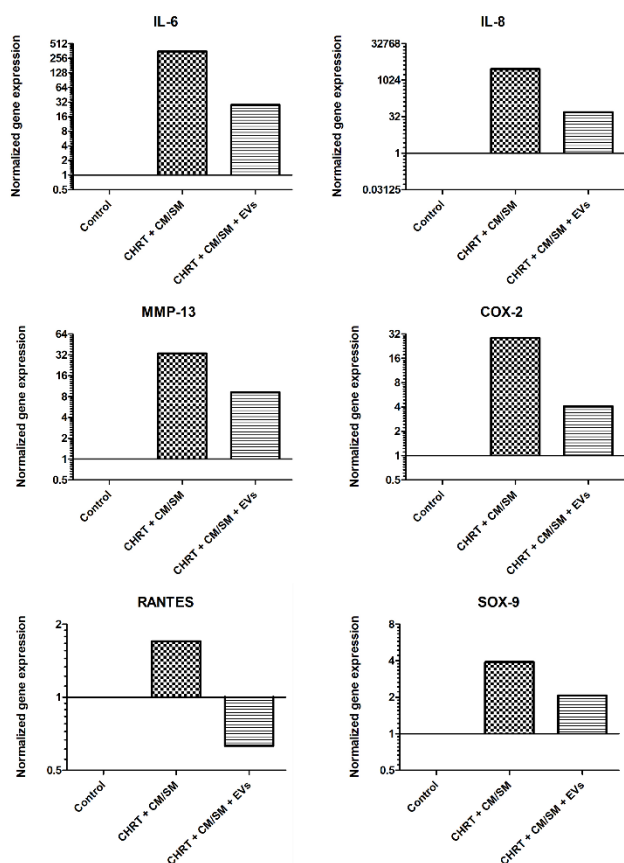 IL-6
Normalized gene expression
512
256
128
64
32
16
8
4
2
1
0.5
Control
CHRT + CM/SM
CHRT + CM/SM + EVs
IL-8
Normalized gene expression
32768
1024
32
1
0.03125
Control
CHRT + CM/SM
CHRT + CM/SM + EVs
MMP-13
Normalized gene expression
64
32
16
8
4
2
1
0.5
Control
CHRT + CM/SM
CHRT + CM/SM + EVs
COX-2
Normalized gene expression
32
16
8
4
2
1
0.5
Control
CHRT + CM/SM
CHRT + CM/SM + EVs
RANTES
Normalized gene expression
2
1
0.5
Control
CHRT + CM/SM
CHRT + CM/SM + EVs
SOX-9
Normalized gene expression
8
4
2
1
0.5
Control
CHRT + CM/SM
CHRT + CM/SM + EVs